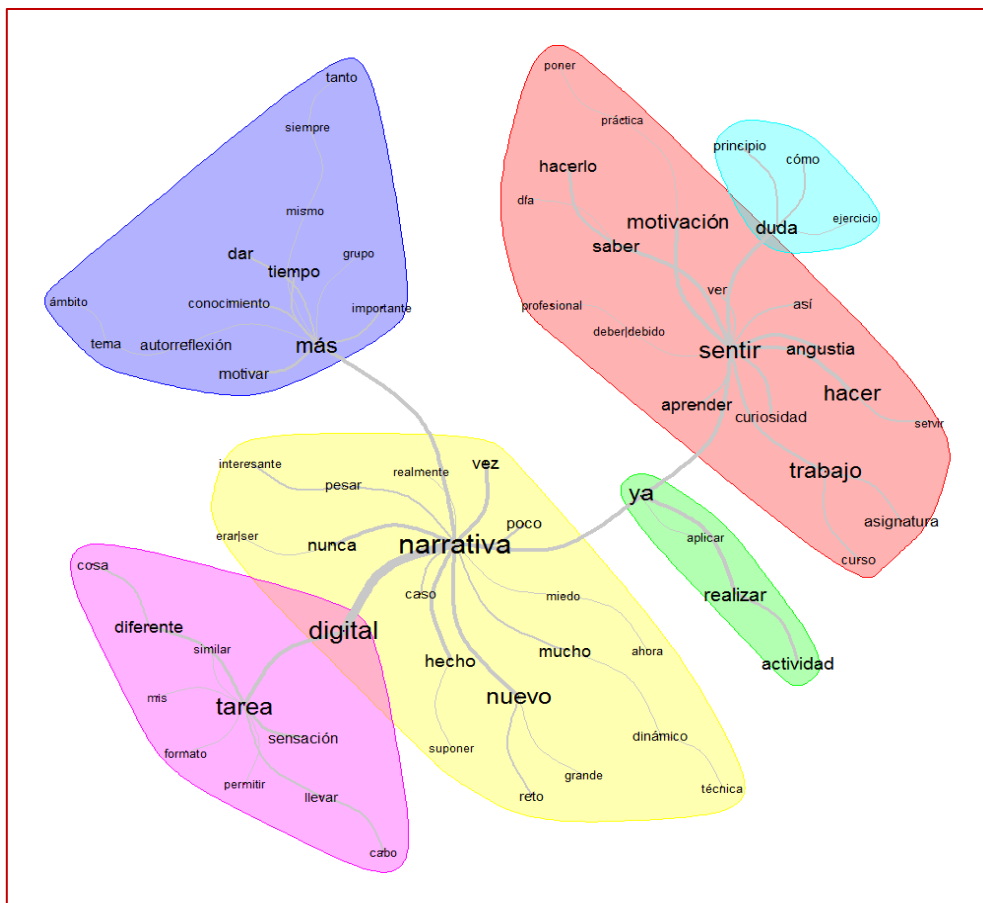 tanto
siempre
mismo
dar
tiempo
grupo
conocimiento
importante
ámbito
tema
autorreflexión
más
motivar
poner
práctica
hacerlo
día
motivación
saber
ver
profesional
deber|debido
así
sentir
angustia
hacer
aprender
curiosidad
servir
trabajo
asignatura
curso
principio
cómo
duda
ejercicio
interesante
realmente
vez
pesar
poco
erar|ser
nunca
narrativa
caso
miedo
hecho
mucho
ahora
nuevo
suponer
dinámico
grande
reto
técnica
ya
aplicar
realizar
actividad
cosa
diferente
digital
similar
mis
tarea
sensación
formato
permitir
llevar
cabo